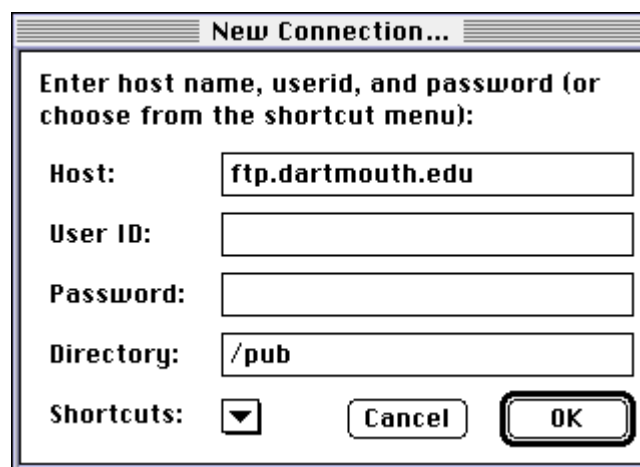 New Connection...
Enter host name, userid, and password (or
choose from the shortcut menu):
Host: ftp.dartmouth.edu
User ID:
Password:
Directory: /pub
Shortcuts: Cancel OK